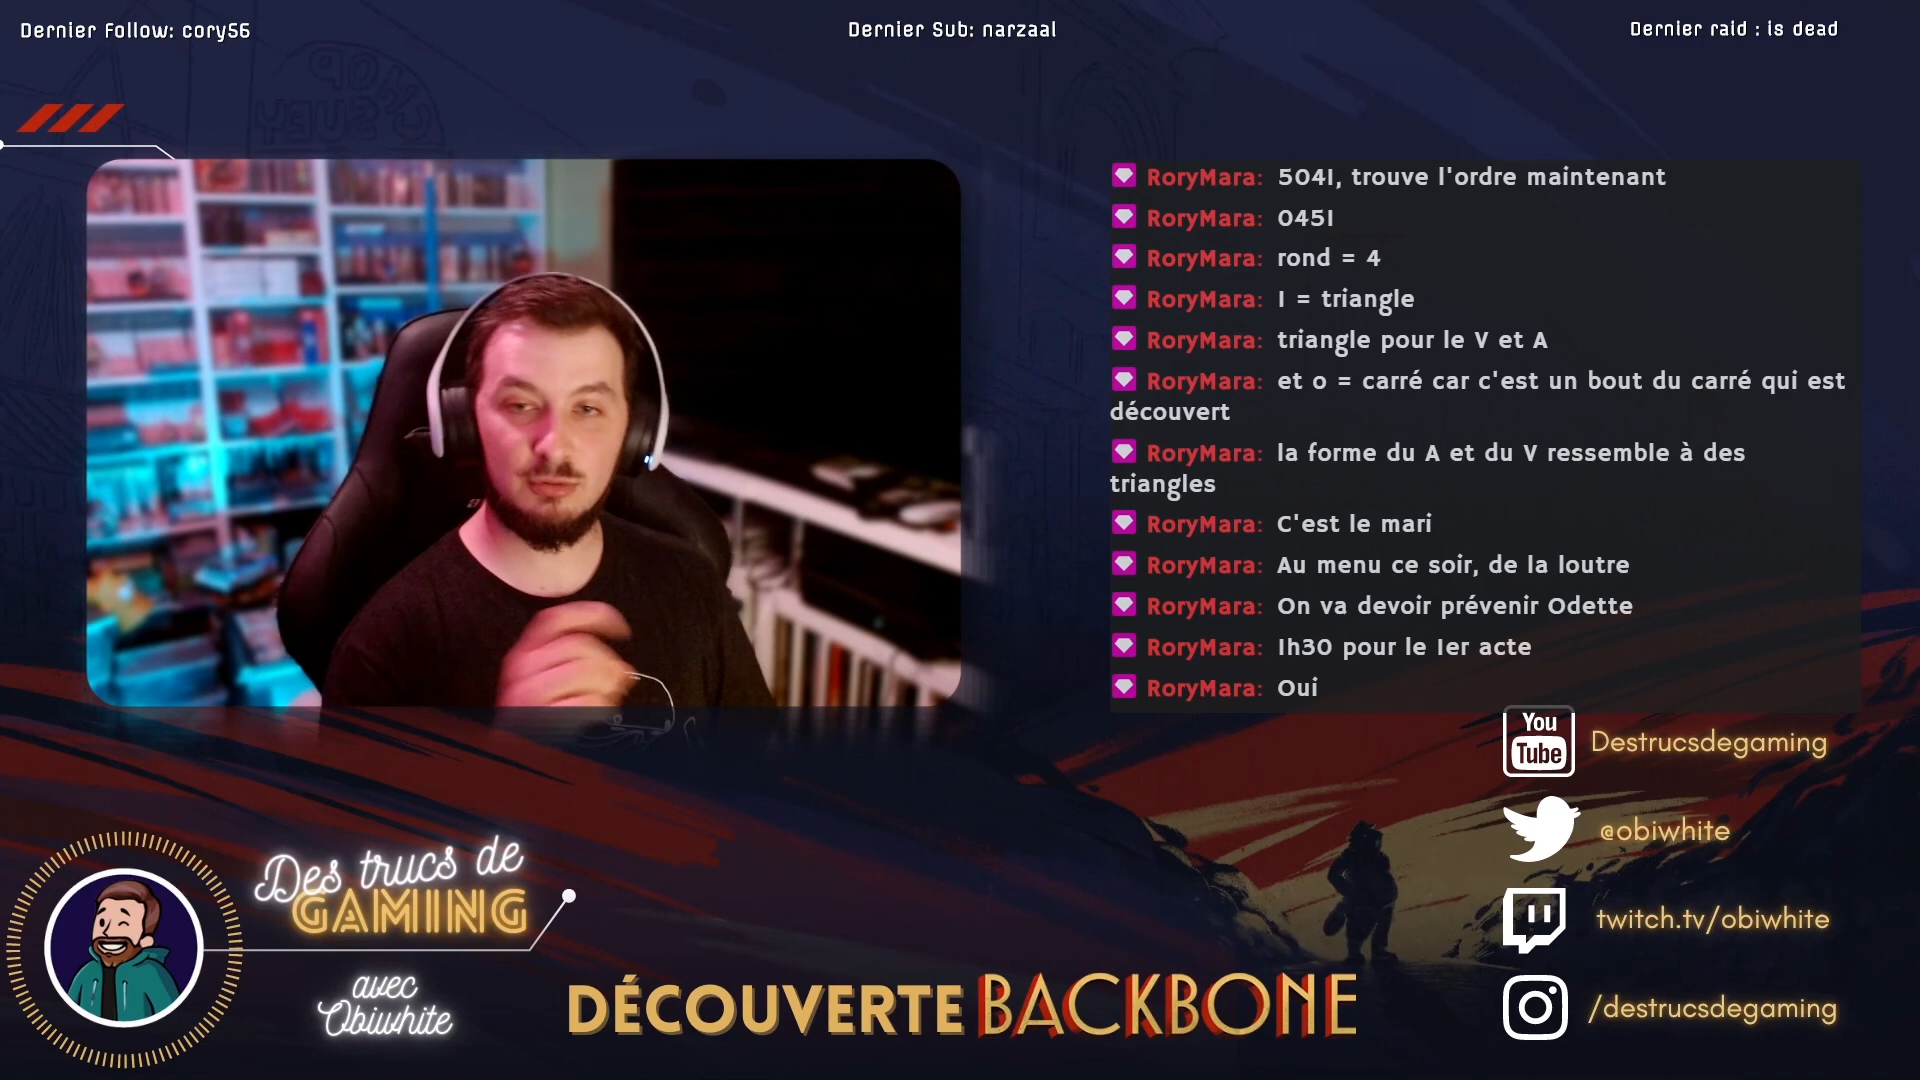 Dernier Follow: cory56
Dernier Sub: narzaal
Dernier raid : is dead
CHOP
SUEY
RoryMara: 5041, trouve l'ordre maintenant
RoryMara: 0451
RoryMara: rond = 4
RoryMara: 1 = triangle
RoryMara: triangle pour le V et A
RoryMara: et o = carré car c'est un bout du carré qui est
découvert
RoryMara: la forme du A et du V ressemble à des
triangles
RoryMara: C'est le mari
RoryMara: Au menu ce soir, de la loutre
RoryMara: On va devoir prévenir Odette
RoryMara: 1h30 pour le 1er acte
RoryMara: Oui
You
Tube
Destrucsdegaming
@obiwhite
twitch.tv/obiwhite
/destrucsdegaming
Des trucs de
GAMING
avec
Obiwhite
DÉCOUVERTE BACKBONE